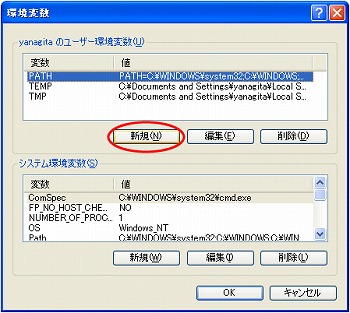 環境変数
yanagita のユーザー環境変数(U)
変数 値
PATH PATH=C:¥WINDOWS¥system32;C:¥WINDOWS;...
TEMP C:¥Documents and Settings¥yanagita¥Local S...
TMP C:¥Documents and Settings¥yanagita¥Local S...
新規(N) 編集(E) 削除(D)
システム環境変数(S)
変数 値
ComSpec C:¥WINDOWS¥system32¥cmd.exe
FP_NO_HOST_CHE... NO
NUMBER_OF_PROC... 1
OS Windows_NT
Path C:¥WINDOWS¥system32;C:¥WINDOWS;C:¥WIN
新規(W) 編集(I) 削除(L)
OK キャンセル